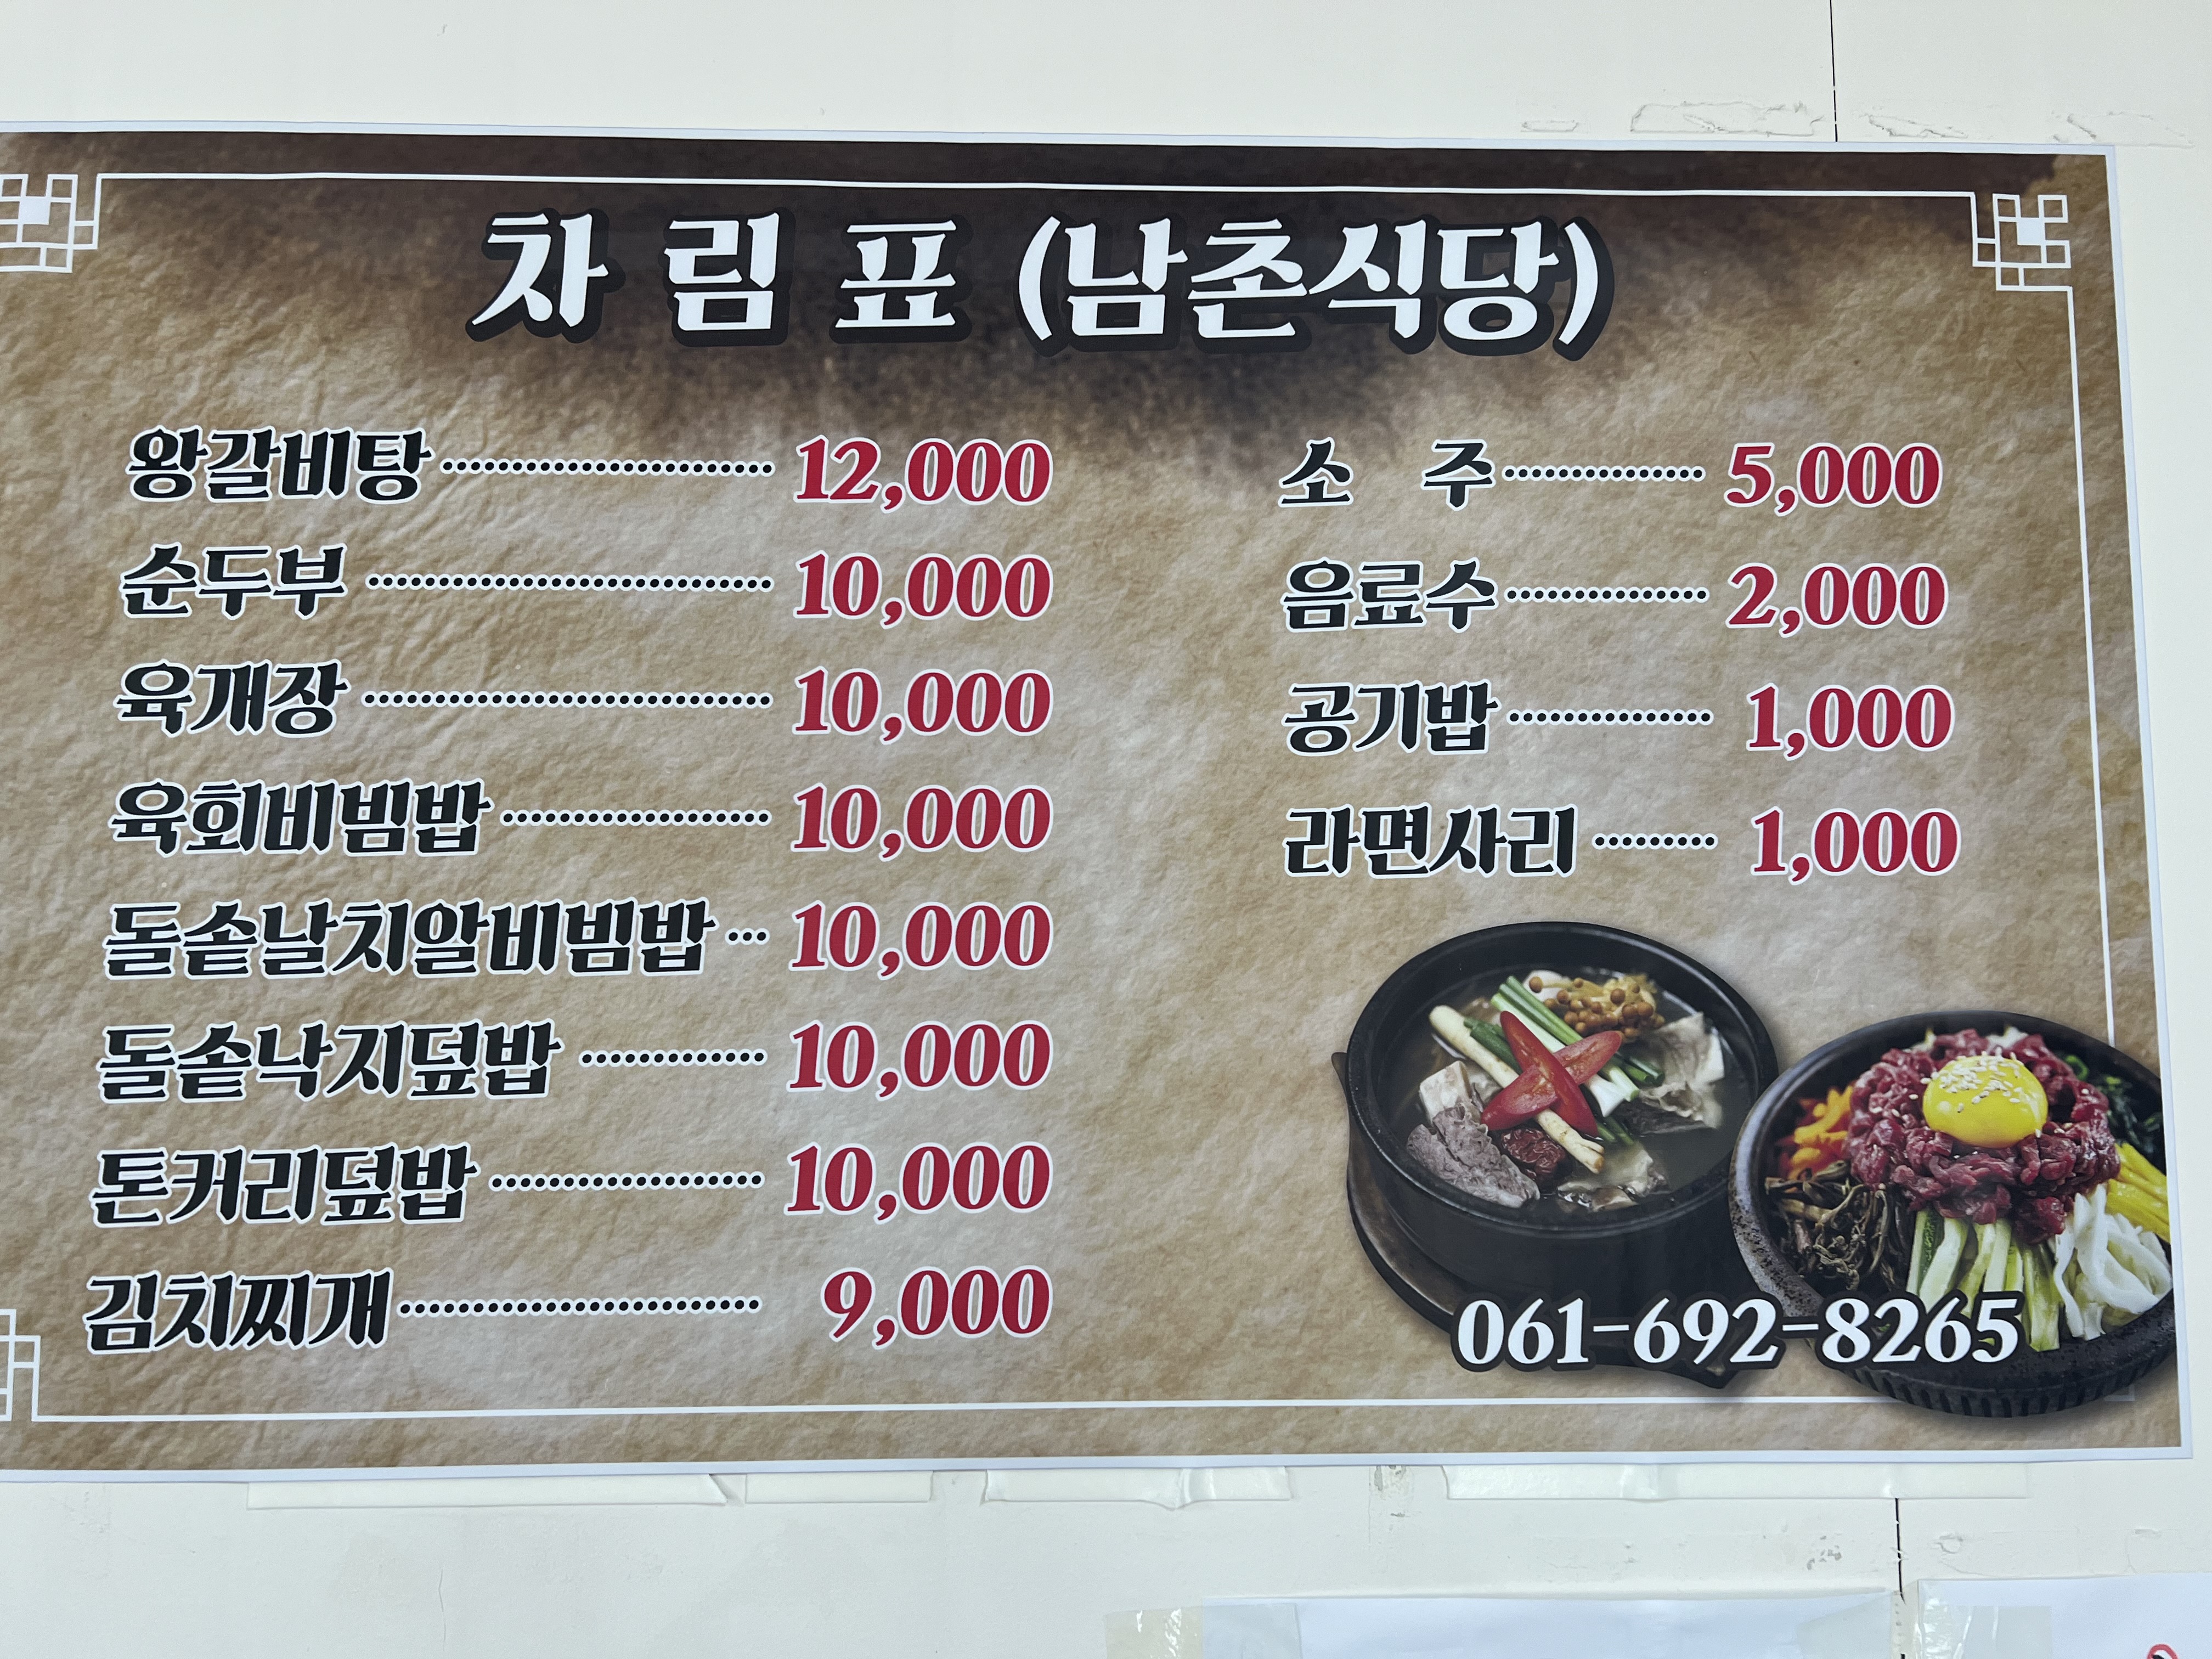 차 림 표 (남촌식당)
왕갈비탕 12,000
순두부 10,000
육개장 10,000
육회비빔밥 10,000
돌솥날치알비빔밥 10,000
돌솥낙지덮밥 10,000
톤커리덮밥 10,000
김치찌개 9,000
소 주 5,000
음료수 2,000
공기밥 1,000
라면사리 1,000
061-692-8265